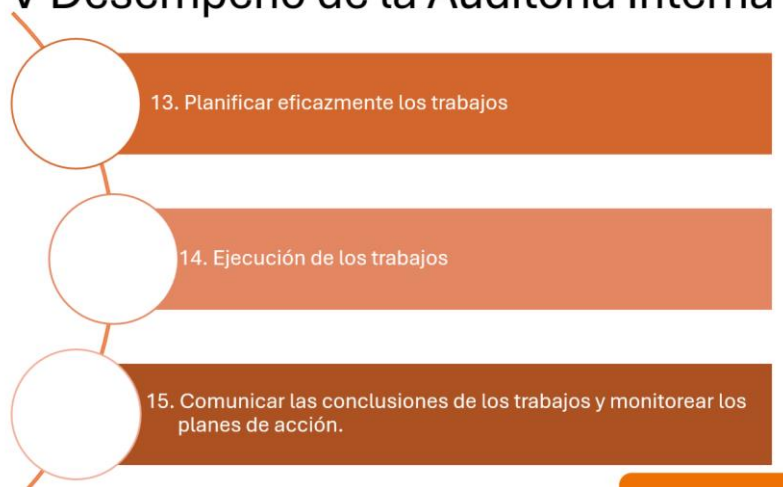 V Desempeño de la Auditoría Interna
13. Planificar eficazmente los trabajos
14. Ejecución de los trabajos
15. Comunicar las conclusiones de los trabajos y monitorear los
planes de acción.